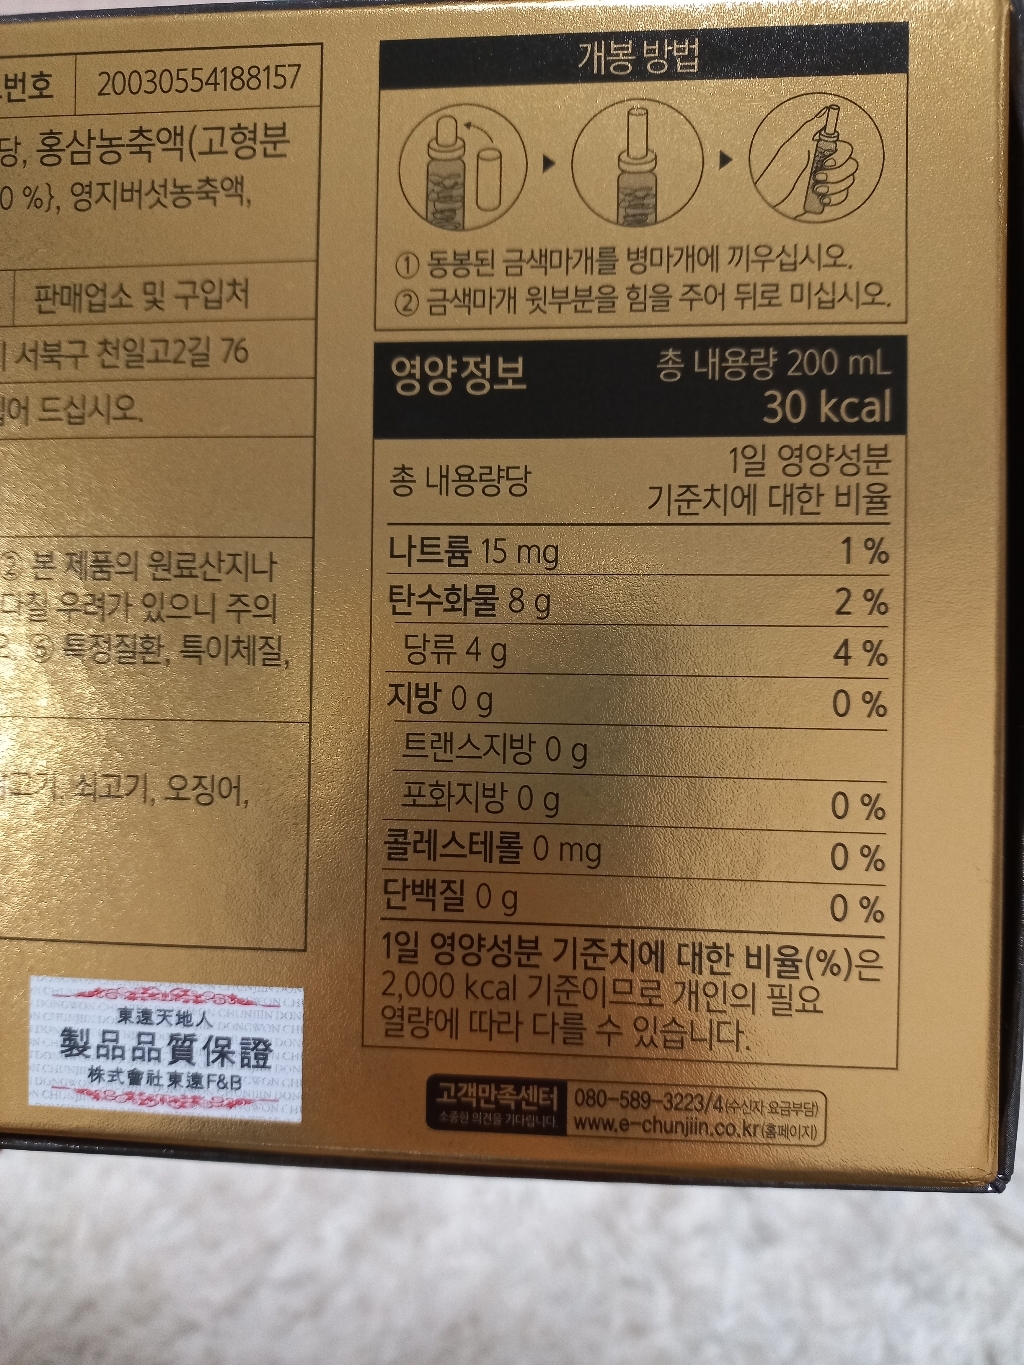 번호 20030554188157
당, 홍삼농축액(고형분
0 %}, 영지버섯농축액,
판매업소 및 구입처
서북구 천일고2길 76
드십시오.
② 본 제품의 원료산지나
다칠 우려가 있으니 주의
⑤ 특정질환, 특이체질,
쇠고기, 오징어,
東遠天地人
製品品質保證
株式會社東遠F&B
개봉 방법
① 동봉된 금색마개를 병마개에 끼우십시오.
② 금색마개 윗부분을 힘을 주어 뒤로 미십시오.
영양정보
총 내용량 200 mL
30 kcal
총 내용량당
1일 영양성분
기준치에 대한 비율
나트륨 15 mg 1 %
탄수화물 8 g 2 %
당류 4 g 4 %
지방 0 g 0 %
트랜스지방 0 g
포화지방 0 g 0 %
콜레스테롤 0 mg 0 %
단백질 0 g 0 %
1일 영양성분 기준치에 대한 비율(%)은
2,000 kcal 기준이므로 개인의 필요
열량에 따라 다를 수 있습니다.
고객만족센터
소중한 의견을 기다립니다.
080-589-3223/4(수신자 요금부담)
www.e-chunjiin.co.kr(홈페이지)